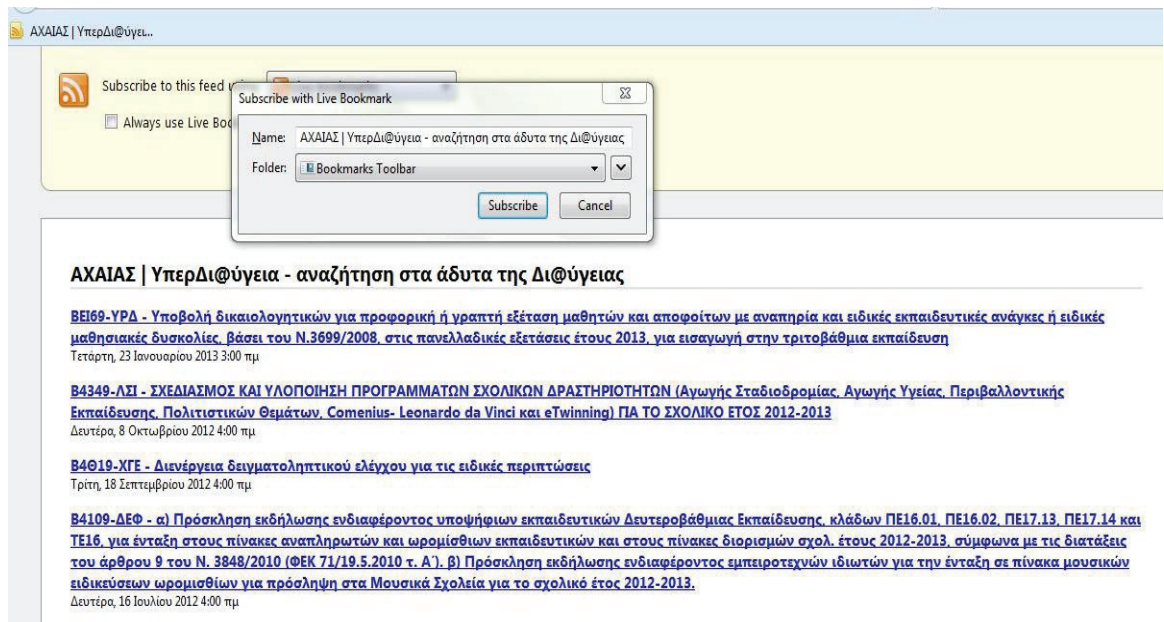 ΑΧΑΙΑΣ | ΥπερΔι@ύγει...
Subscribe to this feed using
Always use Live Boo
Subscribe with Live Bookmark
Name: ΑΧΑΙΑΣ | ΥπερΔι@ύγεια - αναζήτηση στα άδυτα της Δι@ύγειας
Folder: Bookmarks Toolbar
Subscribe Cancel
ΑΧΑΙΑΣ | ΥπερΔι@ύγεια - αναζήτηση στα άδυτα της Δι@ύγειας
ΒΕΙ69-ΥΡΔ - Υποβολή δικαιολογητικών για προφορική ή γραπτή εξέταση μαθητών και αποφοίτων με αναπηρία και ειδικές εκπαιδευτικές ανάγκες ή ειδικές
μαθησιακές δυσκολίες, βάσει του Ν.3699/2008, στις πανελλαδικές εξετάσεις έτους 2013, για εισαγωγή στην τριτοβάθμια εκπαίδευση
Τετάρτη, 23 Ιανουαρίου 2013 3:00 πμ
Β4349-ΛΣΙ - ΣΧΕΔΙΑΣΜΟΣ ΚΑΙ ΥΛΟΠΟΙΗΣΗ ΠΡΟΓΡΑΜΜΑΤΩΝ ΣΧΟΛΙΚΩΝ ΔΡΑΣΤΗΡΙΟΤΗΤΩΝ (Αγωγής Σταδιοδρομίας, Αγωγής Υγείας, Περιβαλλοντικής
Εκπαίδευσης, Πολιτιστικών Θεμάτων, Comenius- Leonardo da Vinci και eTwinning) ΓΙΑ ΤΟ ΣΧΟΛΙΚΟ ΕΤΟΣ 2012-2013
Δευτέρα, 8 Οκτωβρίου 2012 4:00 πμ
Β4Θ19-ΧΓΕ - Διενέργεια δειγματοληπτικού ελέγχου για τις ειδικές περιπτώσεις
Τρίτη, 18 Σεπτεμβρίου 2012 4:00 πμ
Β4109-ΔΕΦ - α) Πρόσκληση εκδήλωσης ενδιαφέροντος υποψήφιων εκπαιδευτικών Δευτεροβάθμιας Εκπαίδευσης, κλάδων ΠΕ16.01, ΠΕ16.02, ΠΕ17.13, ΠΕ17.14 και
ΤΕ16, για ένταξη στους πίνακες αναπληρωτών και ωρομίσθιων εκπαιδευτικών και στους πίνακες διορισμών σχολ. έτους 2012-2013, σύμφωνα με τις διατάξεις
του άρθρου 9 του Ν. 3848/2010 (ΦΕΚ 71/19.5.2010 τ. Α΄). β) Πρόσκληση εκδήλωσης ενδιαφέροντος εμπειροτεχνών ιδιωτών για την ένταξη σε πίνακα μουσικών
ειδικεύσεων ωρομισθίων για πρόσληψη στα Μουσικά Σχολεία για το σχολικό έτος 2012-2013.
Δευτέρα, 16 Ιουλίου 2012 4:00 πμ